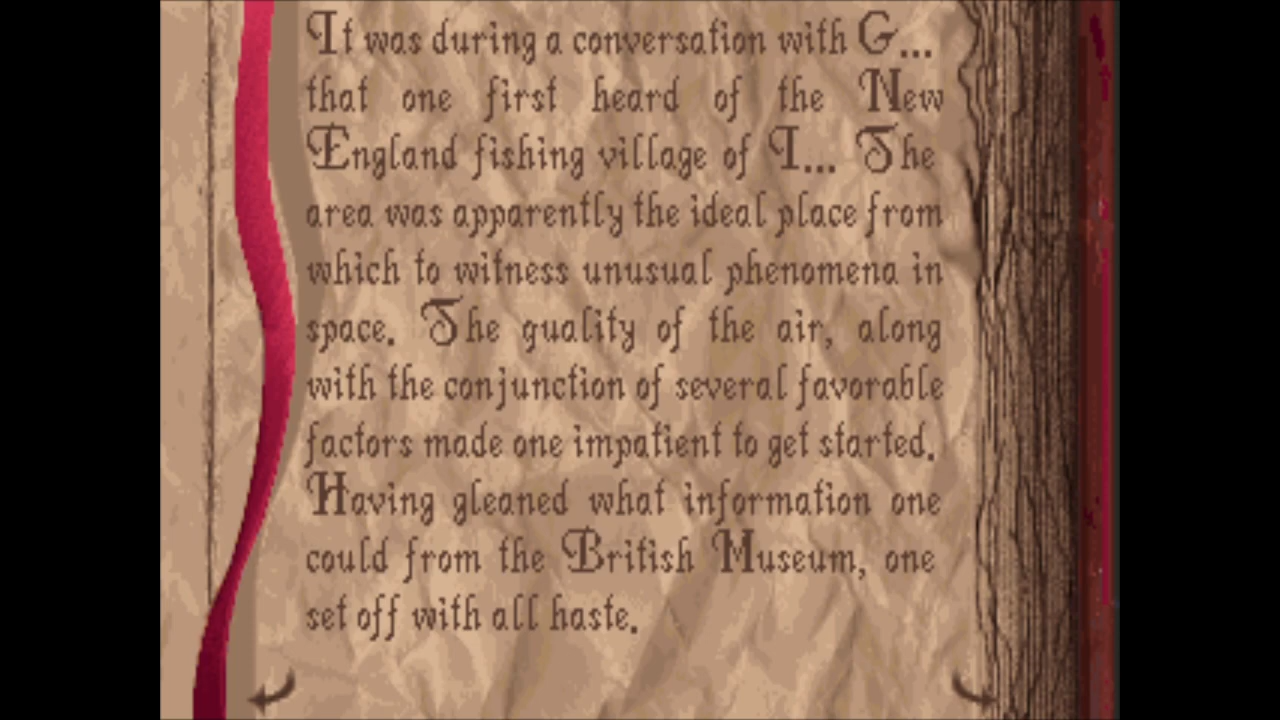 It was during a conversation with G...
that one first heard of the New
England fishing village of I... The
area was apparently the ideal place from
which to witness unusual phenomena in
space. The quality of the air, along
with the conjunction of several favorable
factors made one impatient to get started.
Having gleaned what information one
could from the British Museum, one
set off with all haste.